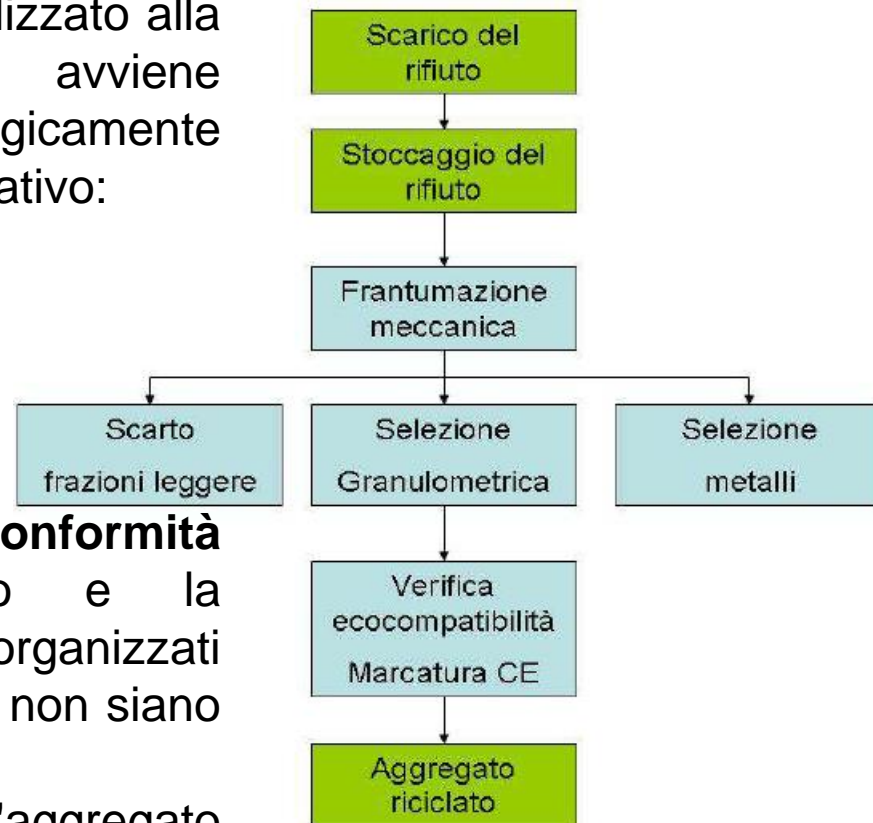 lizzato alla
avviene
gicamente
ativo:
onformità
o e la
organizzati
non siano
l'aggregato
Scarico del
rifiuto
Stoccaggio del
rifiuto
Frantumazione
meccanica
Scarto
frazioni leggere
Selezione
Granulometrica
Selezione
metalli
Verifica
ecocompatibilità
Marcatura CE
Aggregato
riciclato